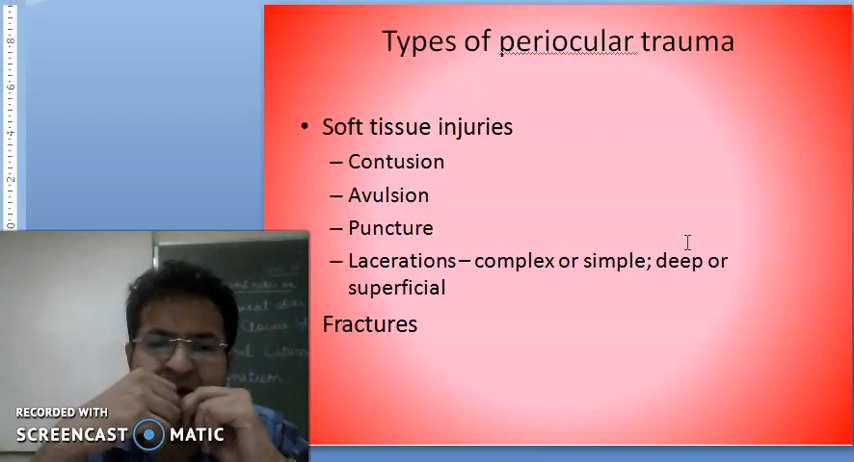 Types of periocular trauma
• Soft tissue injuries
– Contusion
– Avulsion
– Puncture
– Lacerations – complex or simple; deep or
superficial
Fractures
RECORDED WITH
SCREENCAST MATIC